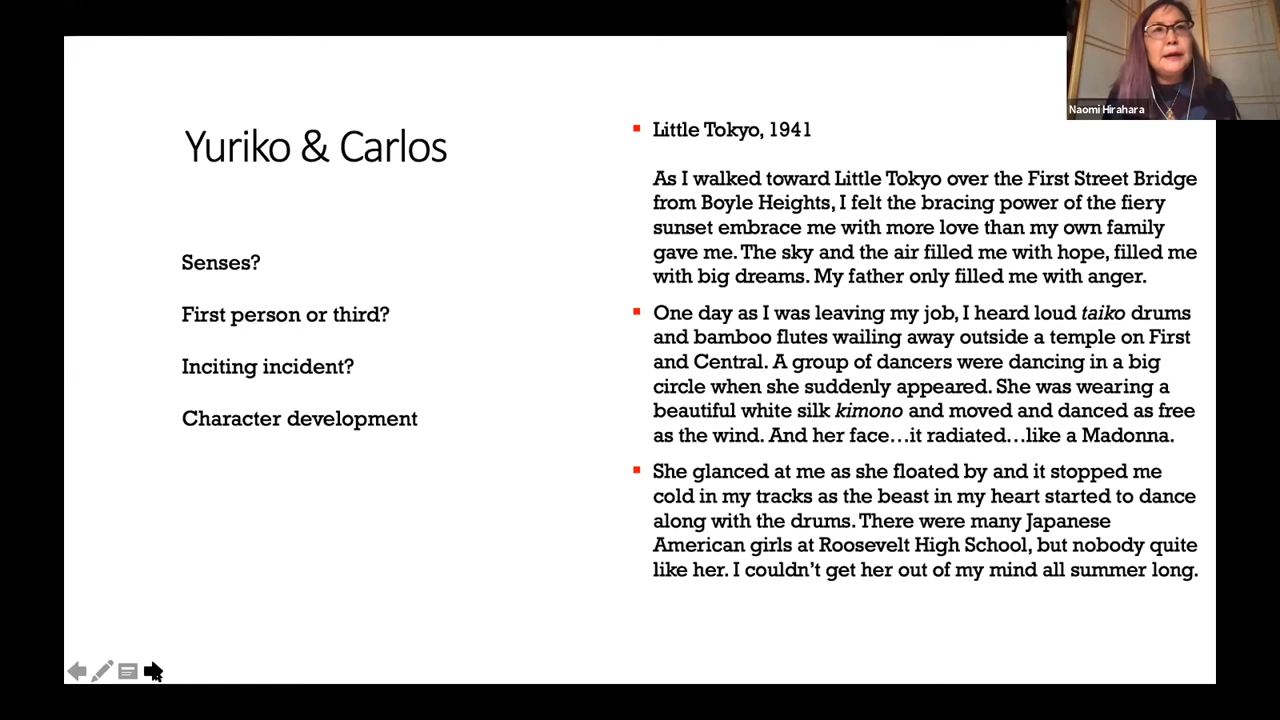 Naomi Hirahara
Yuriko & Carlos
Senses?
First person or third?
Inciting incident?
Character development
Little Tokyo, 1941
As I walked toward Little Tokyo over the First Street Bridge
from Boyle Heights, I felt the bracing power of the fiery
sunset embrace me with more love than my own family
gave me. The sky and the air filled me with hope, filled me
with big dreams. My father only filled me with anger.
One day as I was leaving my job, I heard loud taiko drums
and bamboo flutes wailing away outside a temple on First
and Central. A group of dancers were dancing in a big
circle when she suddenly appeared. She was wearing a
beautiful white silk kimono and moved and danced as free
as the wind. And her face…it radiated…like a Madonna.
She glanced at me as she floated by and it stopped me
cold in my tracks as the beast in my heart started to dance
along with the drums. There were many Japanese
American girls at Roosevelt High School, but nobody quite
like her. I couldn’t get her out of my mind all summer long.